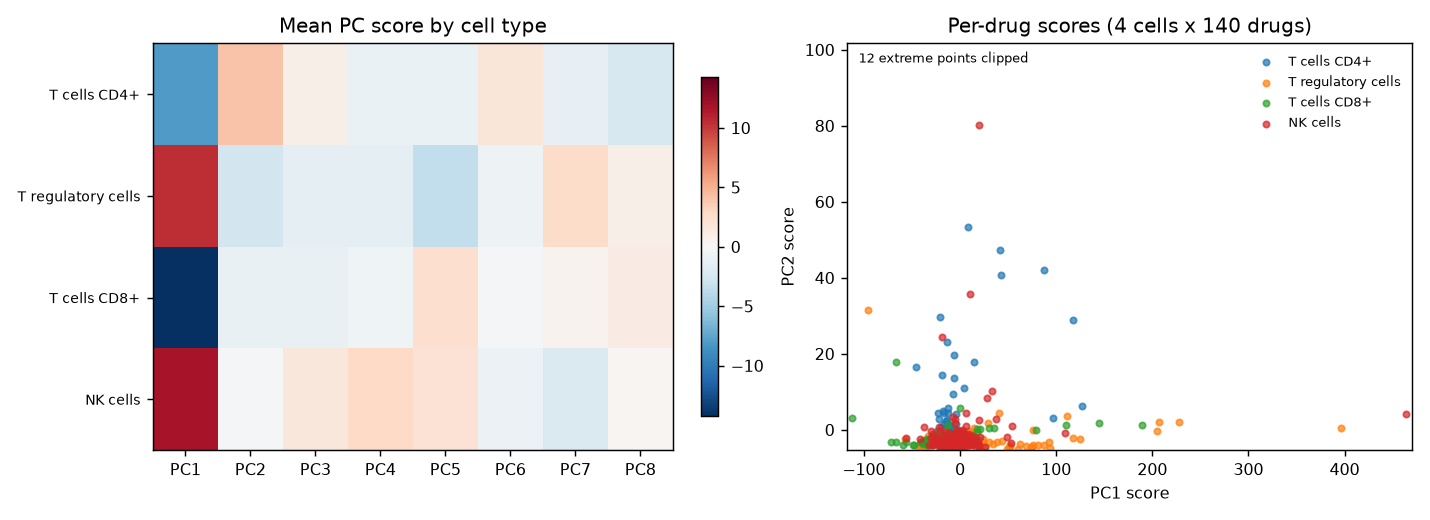 Mean PC score by cell type
T cells CD4+
T regulatory cells
T cells CD8+
NK cells
PC1 PC2 PC3 PC4 PC5 PC6 PC7 PC8
10
5
0
−5
−10
Per-drug scores (4 cells x 140 drugs)
12 extreme points clipped
T cells CD4+
T regulatory cells
T cells CD8+
NK cells
PC2 score
100
80
60
40
20
0
−100 0 100 200 300 400
PC1 score